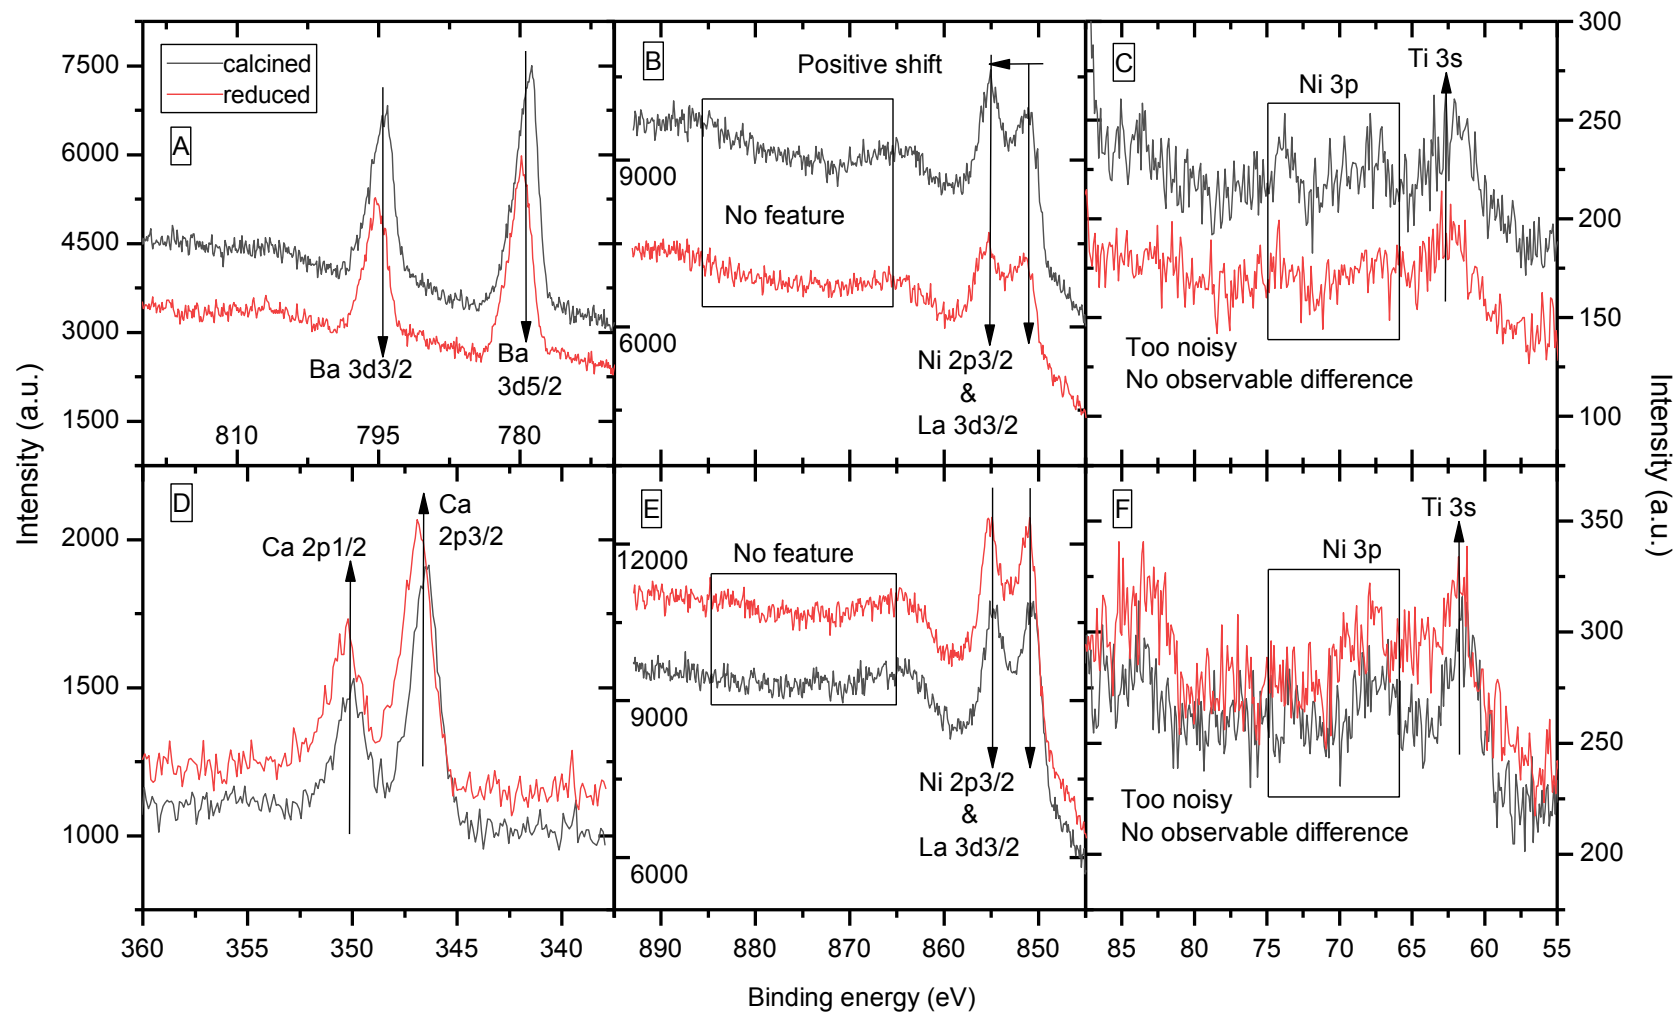 calcined
reduced
A
7500
6000
4500
3000
1500
810
795
780
Ba 3d3/2
Ba
3d5/2
B
Positive shift
9000
No feature
6000
Ni 2p3/2
&
La 3d3/2
C
Ti 3s
Ni 3p
Too noisy
No observable difference
300
250
200
150
100
Intensity (a.u.)
Intensity (a.u.)
D
Ca
2p3/2
Ca 2p1/2
2000
1500
1000
360
355
350
345
340
E
No feature
12000
9000
6000
Ni 2p3/2
&
La 3d3/2
890
880
870
860
850
F
Ti 3s
Ni 3p
Too noisy
No observable difference
350
300
250
200
85
80
75
70
65
60
55
Binding energy (eV)